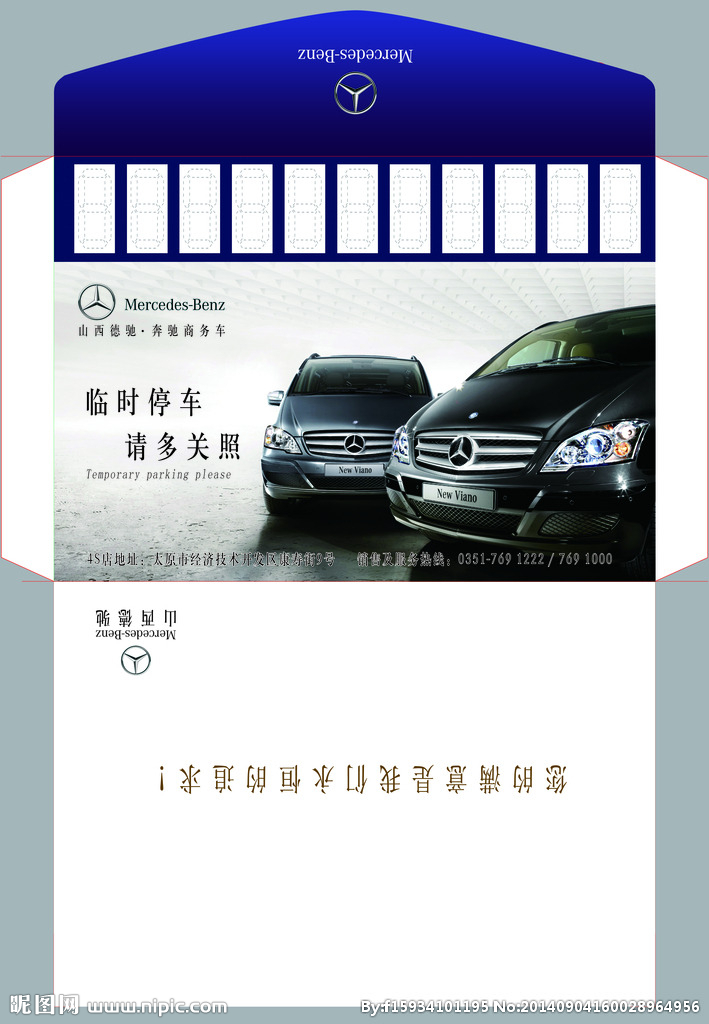 Mercedes-Benz
Mercedes-Benz
山西德驰·奔驰商务车
临时停车
请多关照
Temporary parking please
New Viano
New Viano
4S店地址：太原市经济技术开发区康寿街9号 销售及服务热线：0351-769 1222 / 769 1000
山西德驰
Mercedes-Benz
您的满意是我们永恒的追求！
昵图网 www.nipic.com
By:f15934101195 No:20140904160028964956